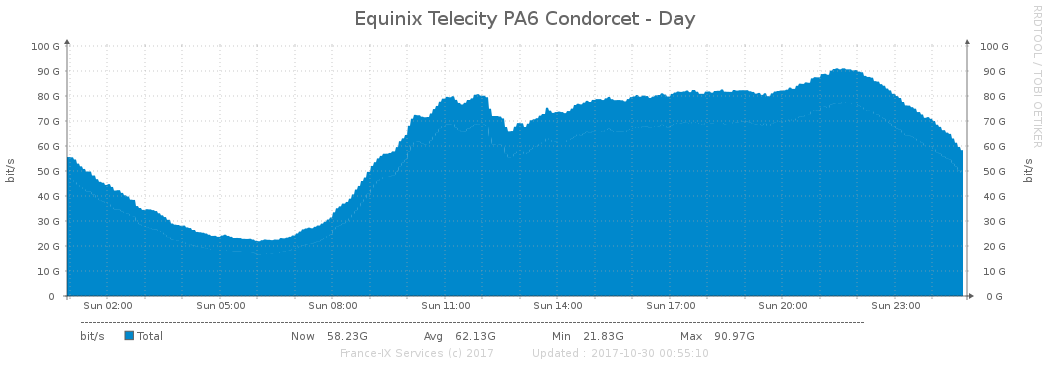 Equinix Telecity PA6 Condorcet - Day
RRDTOOL / TOBI OETIKER
bit/s
100 G 100 G
90 G 90 G
80 G 80 G
70 G 70 G
60 G 60 G
50 G 50 G
40 G 40 G
30 G 30 G
20 G 20 G
10 G 10 G
0 0 G
bit/s
Sun 02:00 Sun 05:00 Sun 08:00 Sun 11:00 Sun 14:00 Sun 17:00 Sun 20:00 Sun 23:00
bit/s Total Now 58.23G Avg 62.13G Min 21.83G Max 90.97G
France-IX Services (c) 2017 Updated : 2017-10-30 00:55:10